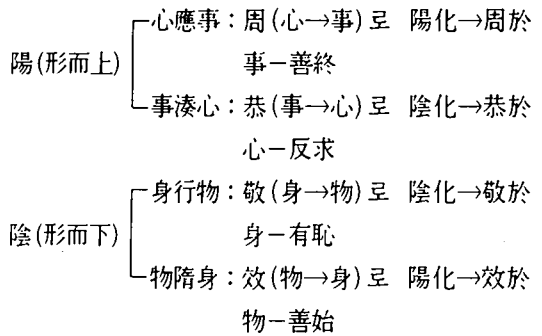 心應事：周(心→事)로 陽化→周於
陽(形而上)
事－善終
事湊心：恭(事→心)로 陰化→恭於
心－反求
身行物：敬(身→物)로 陰化→敬於
陰(形而下)
身－有恥
物隋身：效(物→身)로 陽化→效於
物－善始